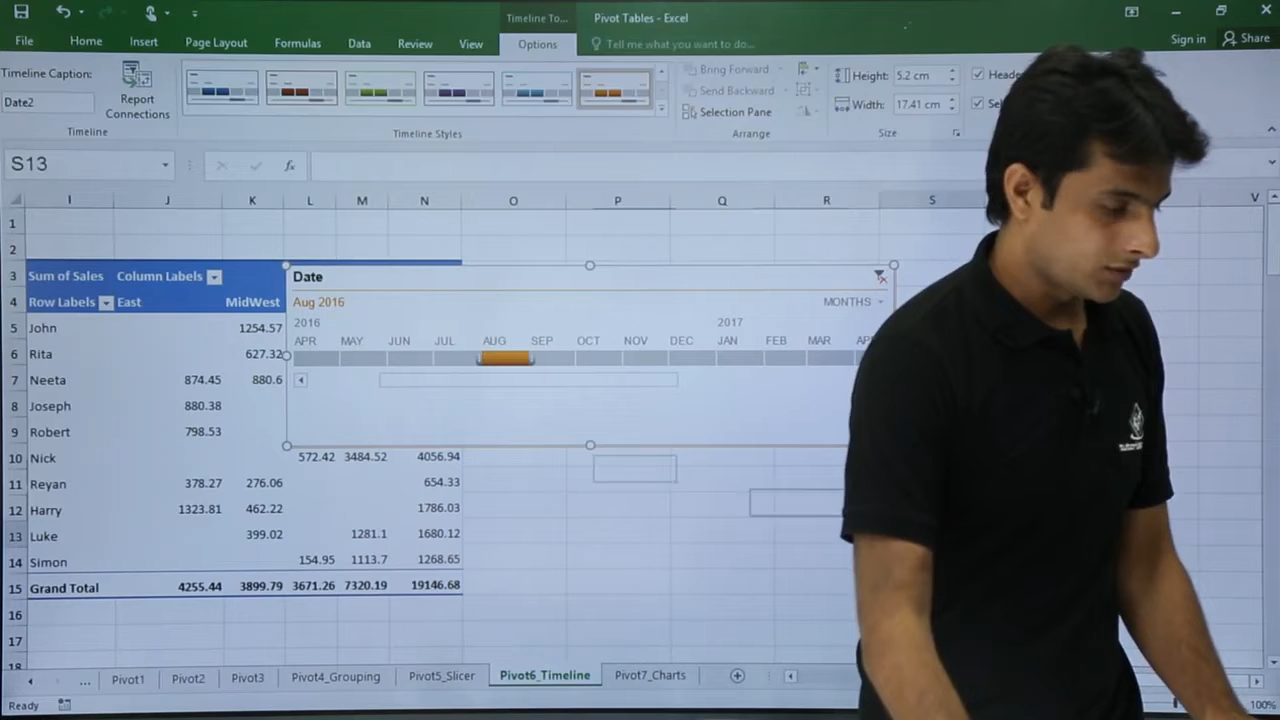 Timeline To... Pivot Tables - Excel
File Home Insert Page Layout Formulas Data Review View Options Tell me what you want to do... Sign in Share
Timeline Caption:
Date2
Report Connections
Timeline
Timeline Styles
Bring Forward
Send Backward
Selection Pane
Arrange
Height: 5.2 cm
Width: 17.41 cm
Size
Heade
Sel
S13 fx
I J K L M N O P Q R S V
1
2
3 Sum of Sales Column Labels
4 Row Labels East MidWest
5 John 1254.57
6 Rita 627.32
7 Neeta 874.45 880.6
8 Joseph 880.38
9 Robert 798.53
10 Nick 572.42 3484.52 4056.94
11 Reyan 378.27 276.06 654.33
12 Harry 1323.81 462.22 1786.03
13 Luke 399.02 1281.1 1680.12
14 Simon 154.95 1113.7 1268.65
15 Grand Total 4255.44 3899.79 3671.26 7320.19 19146.68
16
17
18
Date
Aug 2016 MONTHS
2016 2017
APR MAY JUN JUL AUG SEP OCT NOV DEC JAN FEB MAR AP
... Pivot1 Pivot2 Pivot3 Pivot4_Grouping Pivot5_Slicer Pivot6_Timeline Pivot7_Charts
Ready 100%